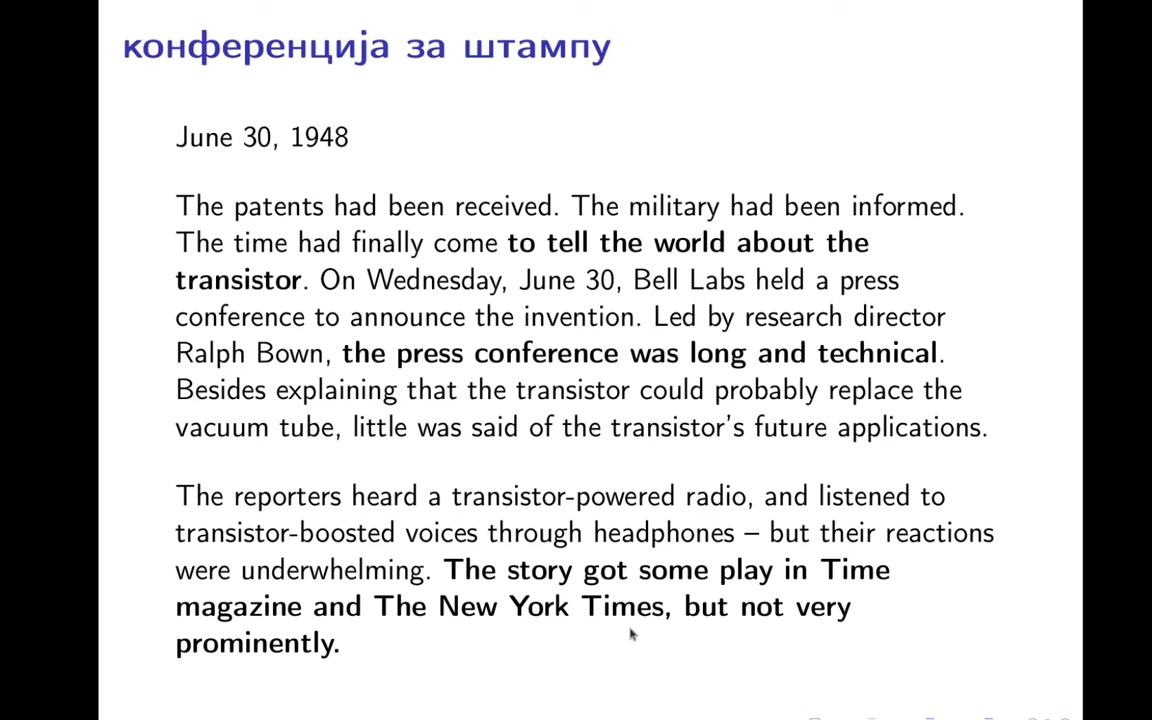 конференција за штампу
June 30, 1948
The patents had been received. The military had been informed.
The time had finally come to tell the world about the
transistor. On Wednesday, June 30, Bell Labs held a press
conference to announce the invention. Led by research director
Ralph Bown, the press conference was long and technical.
Besides explaining that the transistor could probably replace the
vacuum tube, little was said of the transistor's future applications.
The reporters heard a transistor-powered radio, and listened to
transistor-boosted voices through headphones – but their reactions
were underwhelming. The story got some play in Time
magazine and The New York Times, but not very
prominently.